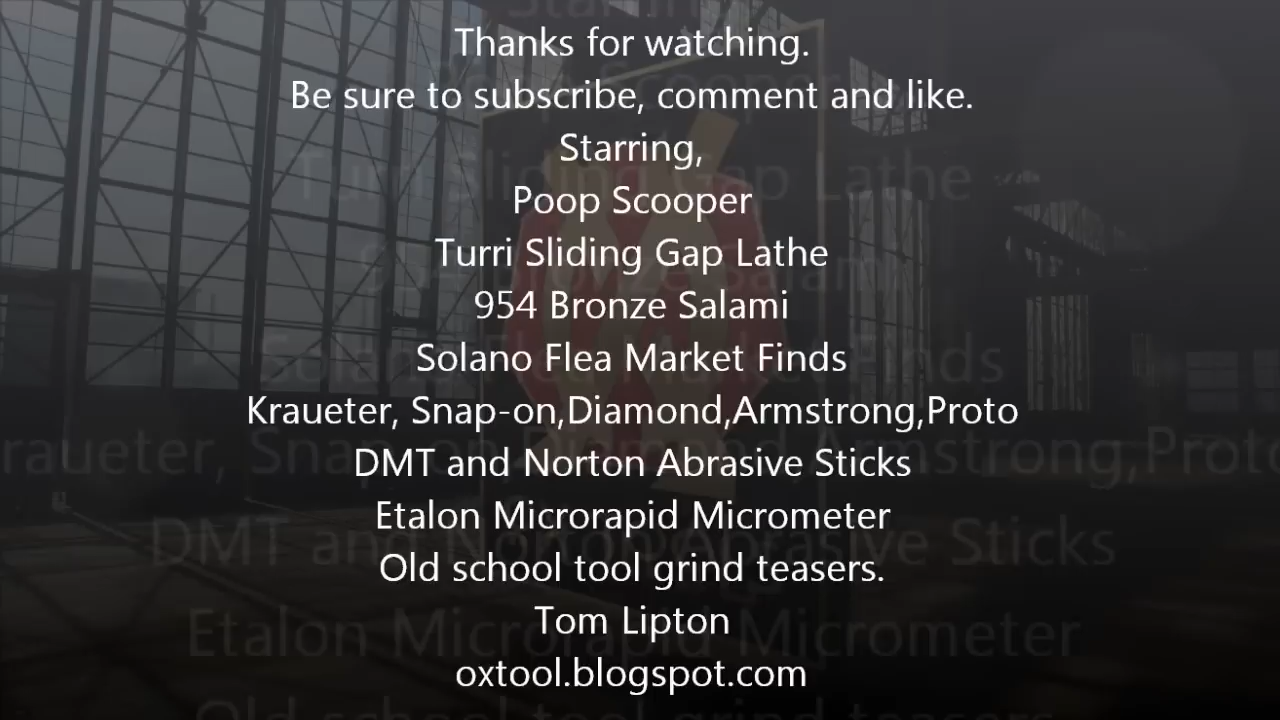 Thanks for watching.
Be sure to subscribe, comment and like.
Starring,
Poop Scooper
Turri Sliding Gap Lathe
954 Bronze Salami
Solano Flea Market Finds
Kraueter, Snap-on,Diamond,Armstrong,Proto
DMT and Norton Abrasive Sticks
Etalon Microrapid Micrometer
Old school tool grind teasers.
Tom Lipton
oxtool.blogspot.com